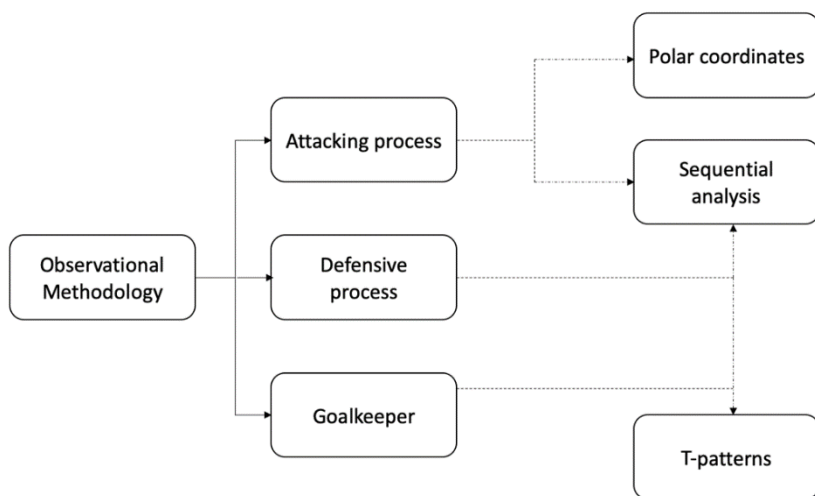 Polar coordinates
Attacking process
Sequential
analysis
Observational
Methodology
Defensive
process
Goalkeeper
T-patterns